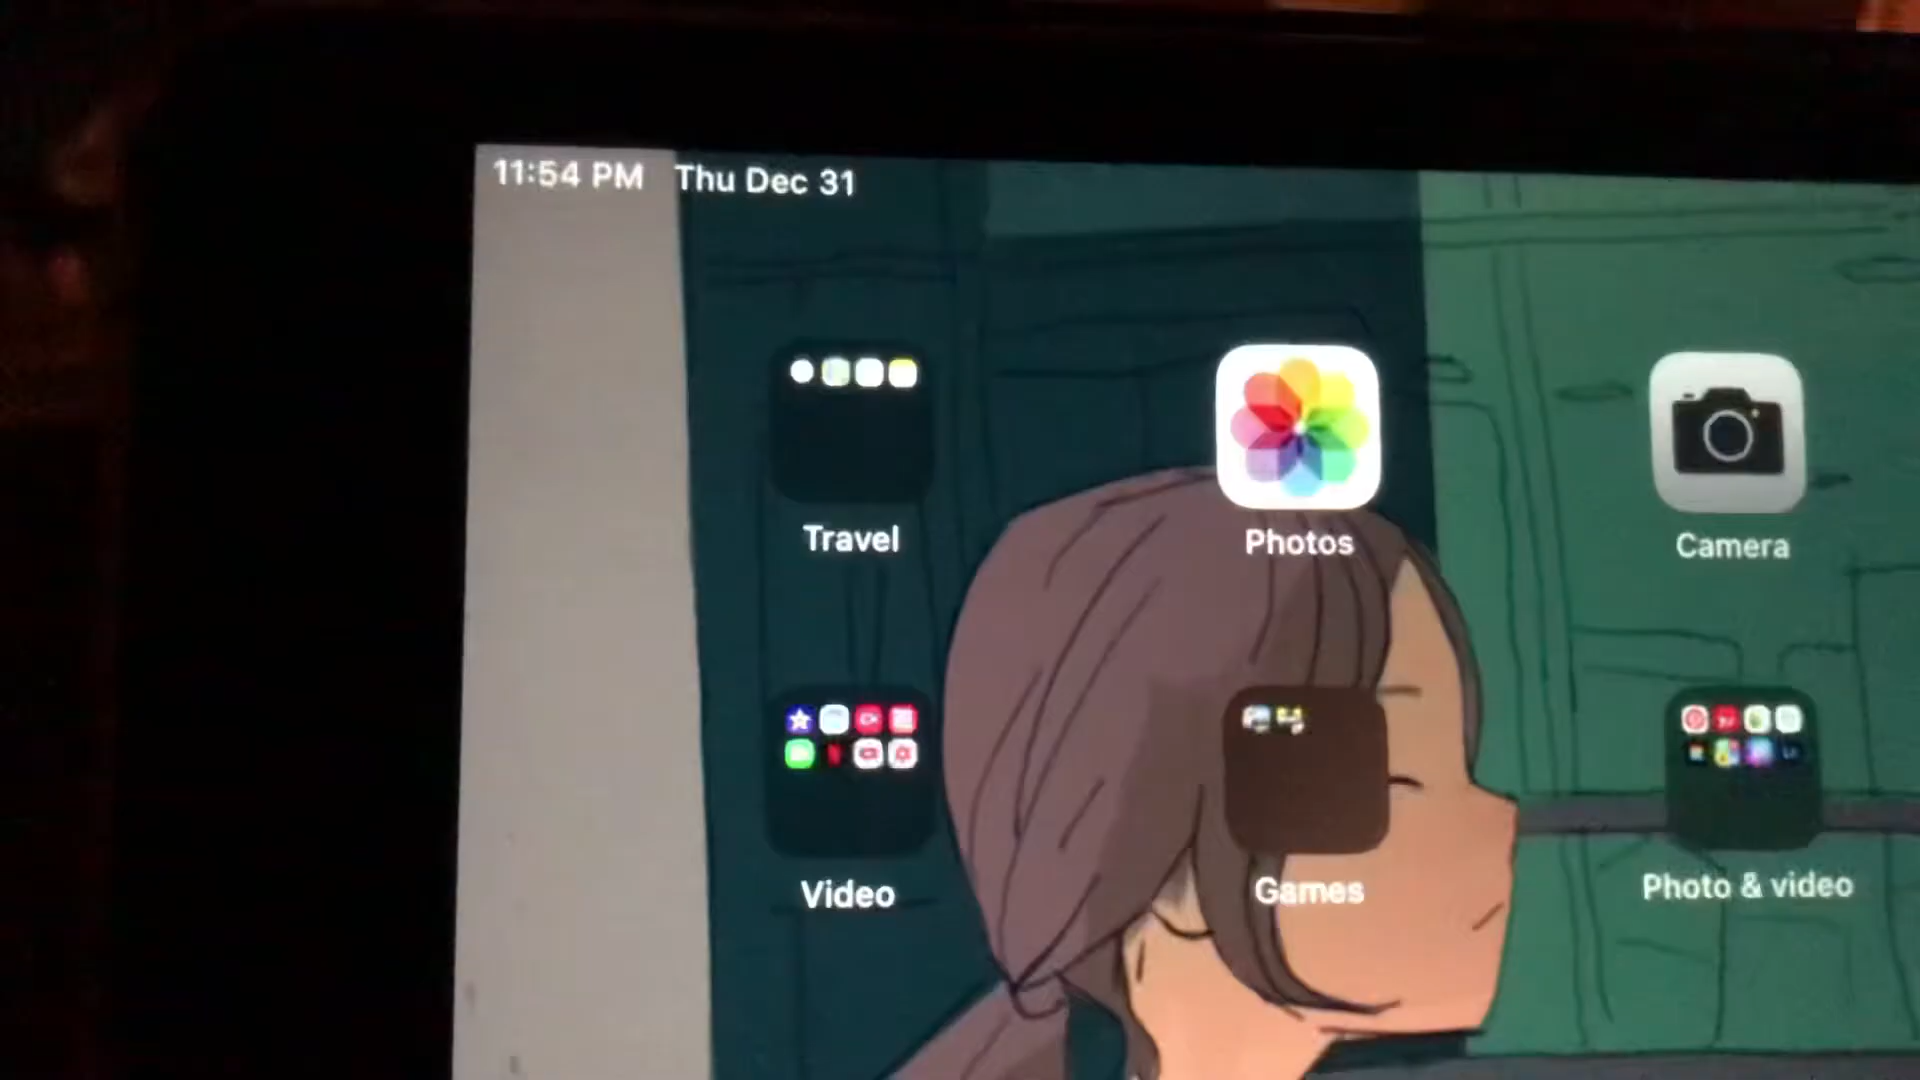 11:54 PM Thu Dec 31
Travel
Photos
Camera
Video
Games
Photo & video